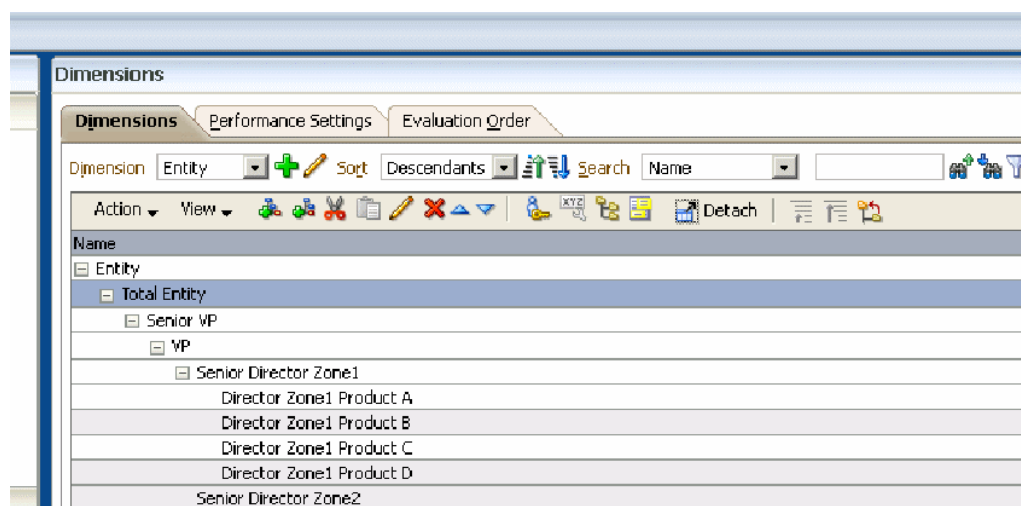 Dimensions
Dimensions Performance Settings Evaluation Order
Dimension Entity Sort Descendants Search Name
Action View XYZ Detach
Name
Entity
Total Entity
Senior VP
VP
Senior Director Zone1
Director Zone1 Product A
Director Zone1 Product B
Director Zone1 Product C
Director Zone1 Product D
Senior Director Zone2